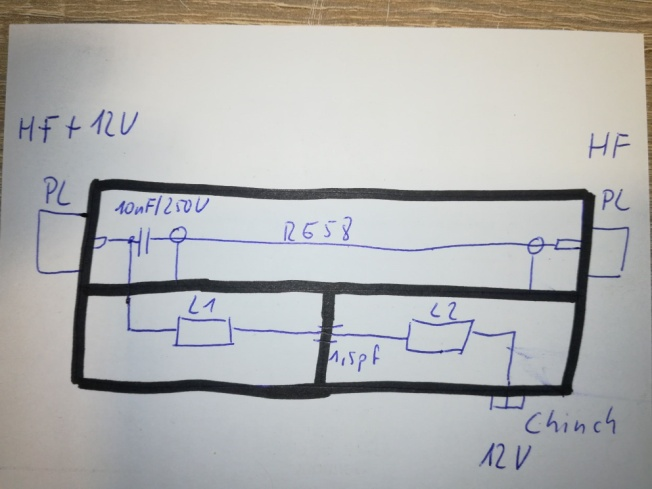 HF + 12V
HF
PL
PL
10nF/250V
RG58
L1
L2
1,5pf
Chinch
12V